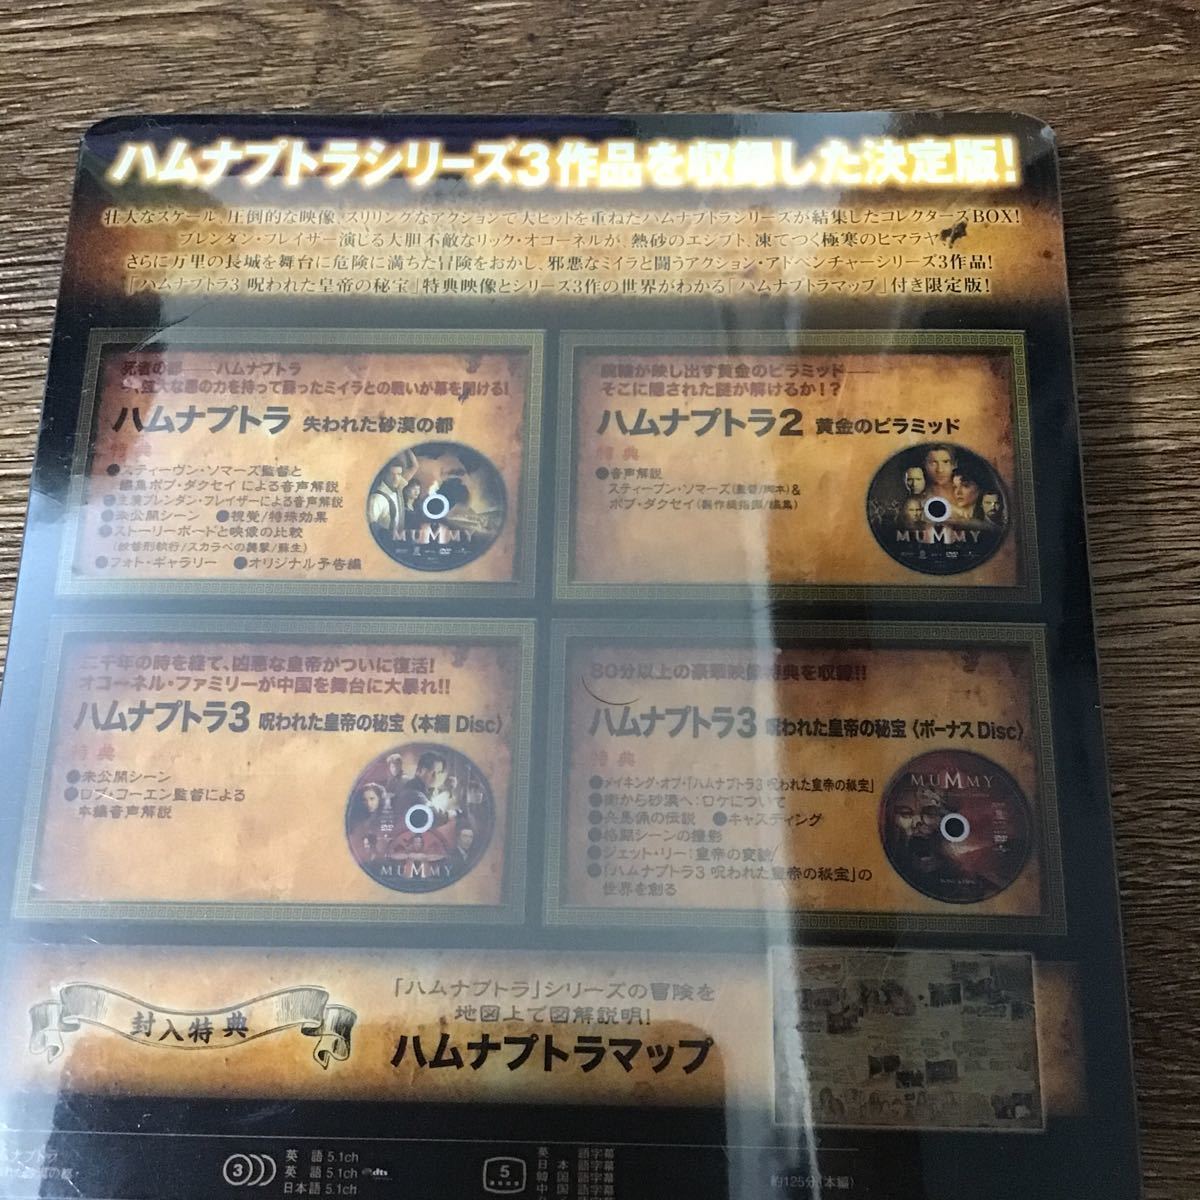 ハムナプトラシリーズ3作品を収録した決定版!
壮大なスケール、圧倒的な映像、スリリングなアクションで大ヒットを重ねたハムナプトラシリーズが結集したコレクターズBOX!
ブレンダン・フレイザー演じる大胆不敵なリック・オコーネルが、熱砂のエジプト、凍てつく極寒のヒマラヤ
さらに万里の長城を舞台に危険に満ちた冒険をおかし、邪悪なミイラと闘うアクション・アドベンチャーシリーズ3作品!
「ハムナプトラ3 呪われた皇帝の秘宝」特典映像とシリーズ3作の世界がわかる「ハムナプトラマップ」付き限定版!
死者の都──ハムナプトラ
強大な悪の力を持って蘇ったミイラとの戦いが幕を開ける!
ハムナプトラ 失われた砂漠の都
特典
●スティーヴン・ソマーズ監督と
編集ボブ・ダクセイによる音声解説
●主演ブレンダン・フレイザーによる音声解説
●未公開シーン ●視覚/特殊効果
●ストーリーボードと映像の比較
(絞首刑執行/スカラベの襲撃/蘇生)
●フォト・ギャラリー ●オリジナル予告編
MUMMY
腕輪が映し出す黄金のピラミッド──
そこに隠された謎が解けるか!?
ハムナプトラ2 黄金のピラミッド
特典
●音声解説
スティーブン・ソマーズ(監督/脚本)&
ボブ・ダクセイ(製作総指揮/編集)
MUMMY
二千年の時を経て、凶悪な皇帝がついに復活!
オコーネル・ファミリーが中国を舞台に大暴れ!!
ハムナプトラ3 呪われた皇帝の秘宝〈本編 Disc〉
特典
●未公開シーン
●ロブ・コーエン監督による
本編音声解説
MUMMY
80分以上の豪華映像特典を収録!!
ハムナプトラ3 呪われた皇帝の秘宝〈ボーナス Disc〉
特典
●メイキング・オブ・「ハムナプトラ3 呪われた皇帝の秘宝」
●街から砂漠へ:ロケについて
●兵馬俑の伝説 ●キャスティング
●格闘シーンの撮影
●ジェット・リー:皇帝の変貌
●「ハムナプトラ3 呪われた皇帝の秘宝」の
世界を創る
MUMMY
封入特典
「ハムナプトラ」シリーズの冒険を
地図上で図解説明!
ハムナプトラマップ
3
英語 5.1ch
英語 5.1ch dts
日本語 5.1ch
5
英語字幕
日本語字幕
韓国語字幕
約125分(本編)